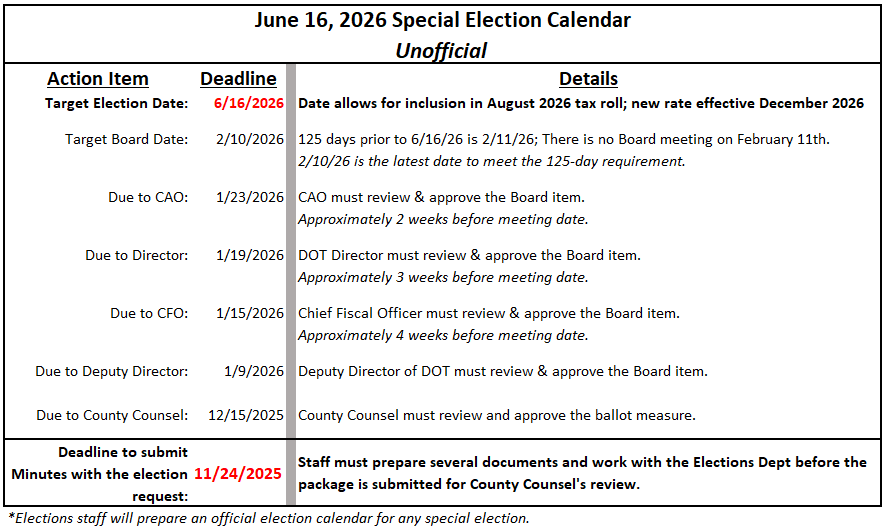 June 16, 2026 Special Election Calendar
Unofficial
Action Item Deadline Details
Target Election Date: 6/16/2026 Date allows for inclusion in August 2026 tax roll; new rate effective December 2026
Target Board Date: 2/10/2026 125 days prior to 6/16/26 is 2/11/26; There is no Board meeting on February 11th.
2/10/26 is the latest date to meet the 125-day requirement.
Due to CAO: 1/23/2026 CAO must review & approve the Board item.
Approximately 2 weeks before meeting date.
Due to Director: 1/19/2026 DOT Director must review & approve the Board item.
Approximately 3 weeks before meeting date.
Due to CFO: 1/15/2026 Chief Fiscal Officer must review & approve the Board item.
Approximately 4 weeks before meeting date.
Due to Deputy Director: 1/9/2026 Deputy Director of DOT must review & approve the Board item.
Due to County Counsel: 12/15/2025 County Counsel must review and approve the ballot measure.
Deadline to submit
Minutes with the election
request:
11/24/2025
Staff must prepare several documents and work with the Elections Dept before the
package is submitted for County Counsel's review.
*Elections staff will prepare an official election calendar for any special election.